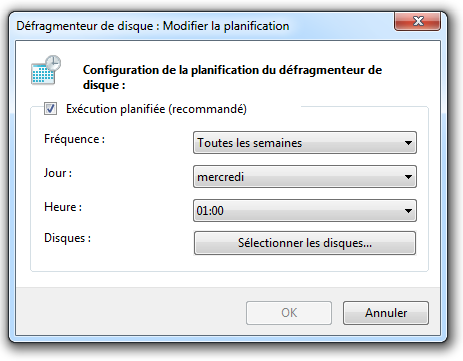 Défragmenteur de disque : Modifier la planification
Configuration de la planification du défragmenteur de
disque :
Exécution planifiée (recommandé)
Fréquence :
Toutes les semaines
Jour :
mercredi
Heure :
01:00
Disques :
Sélectionner les disques...
OK
Annuler